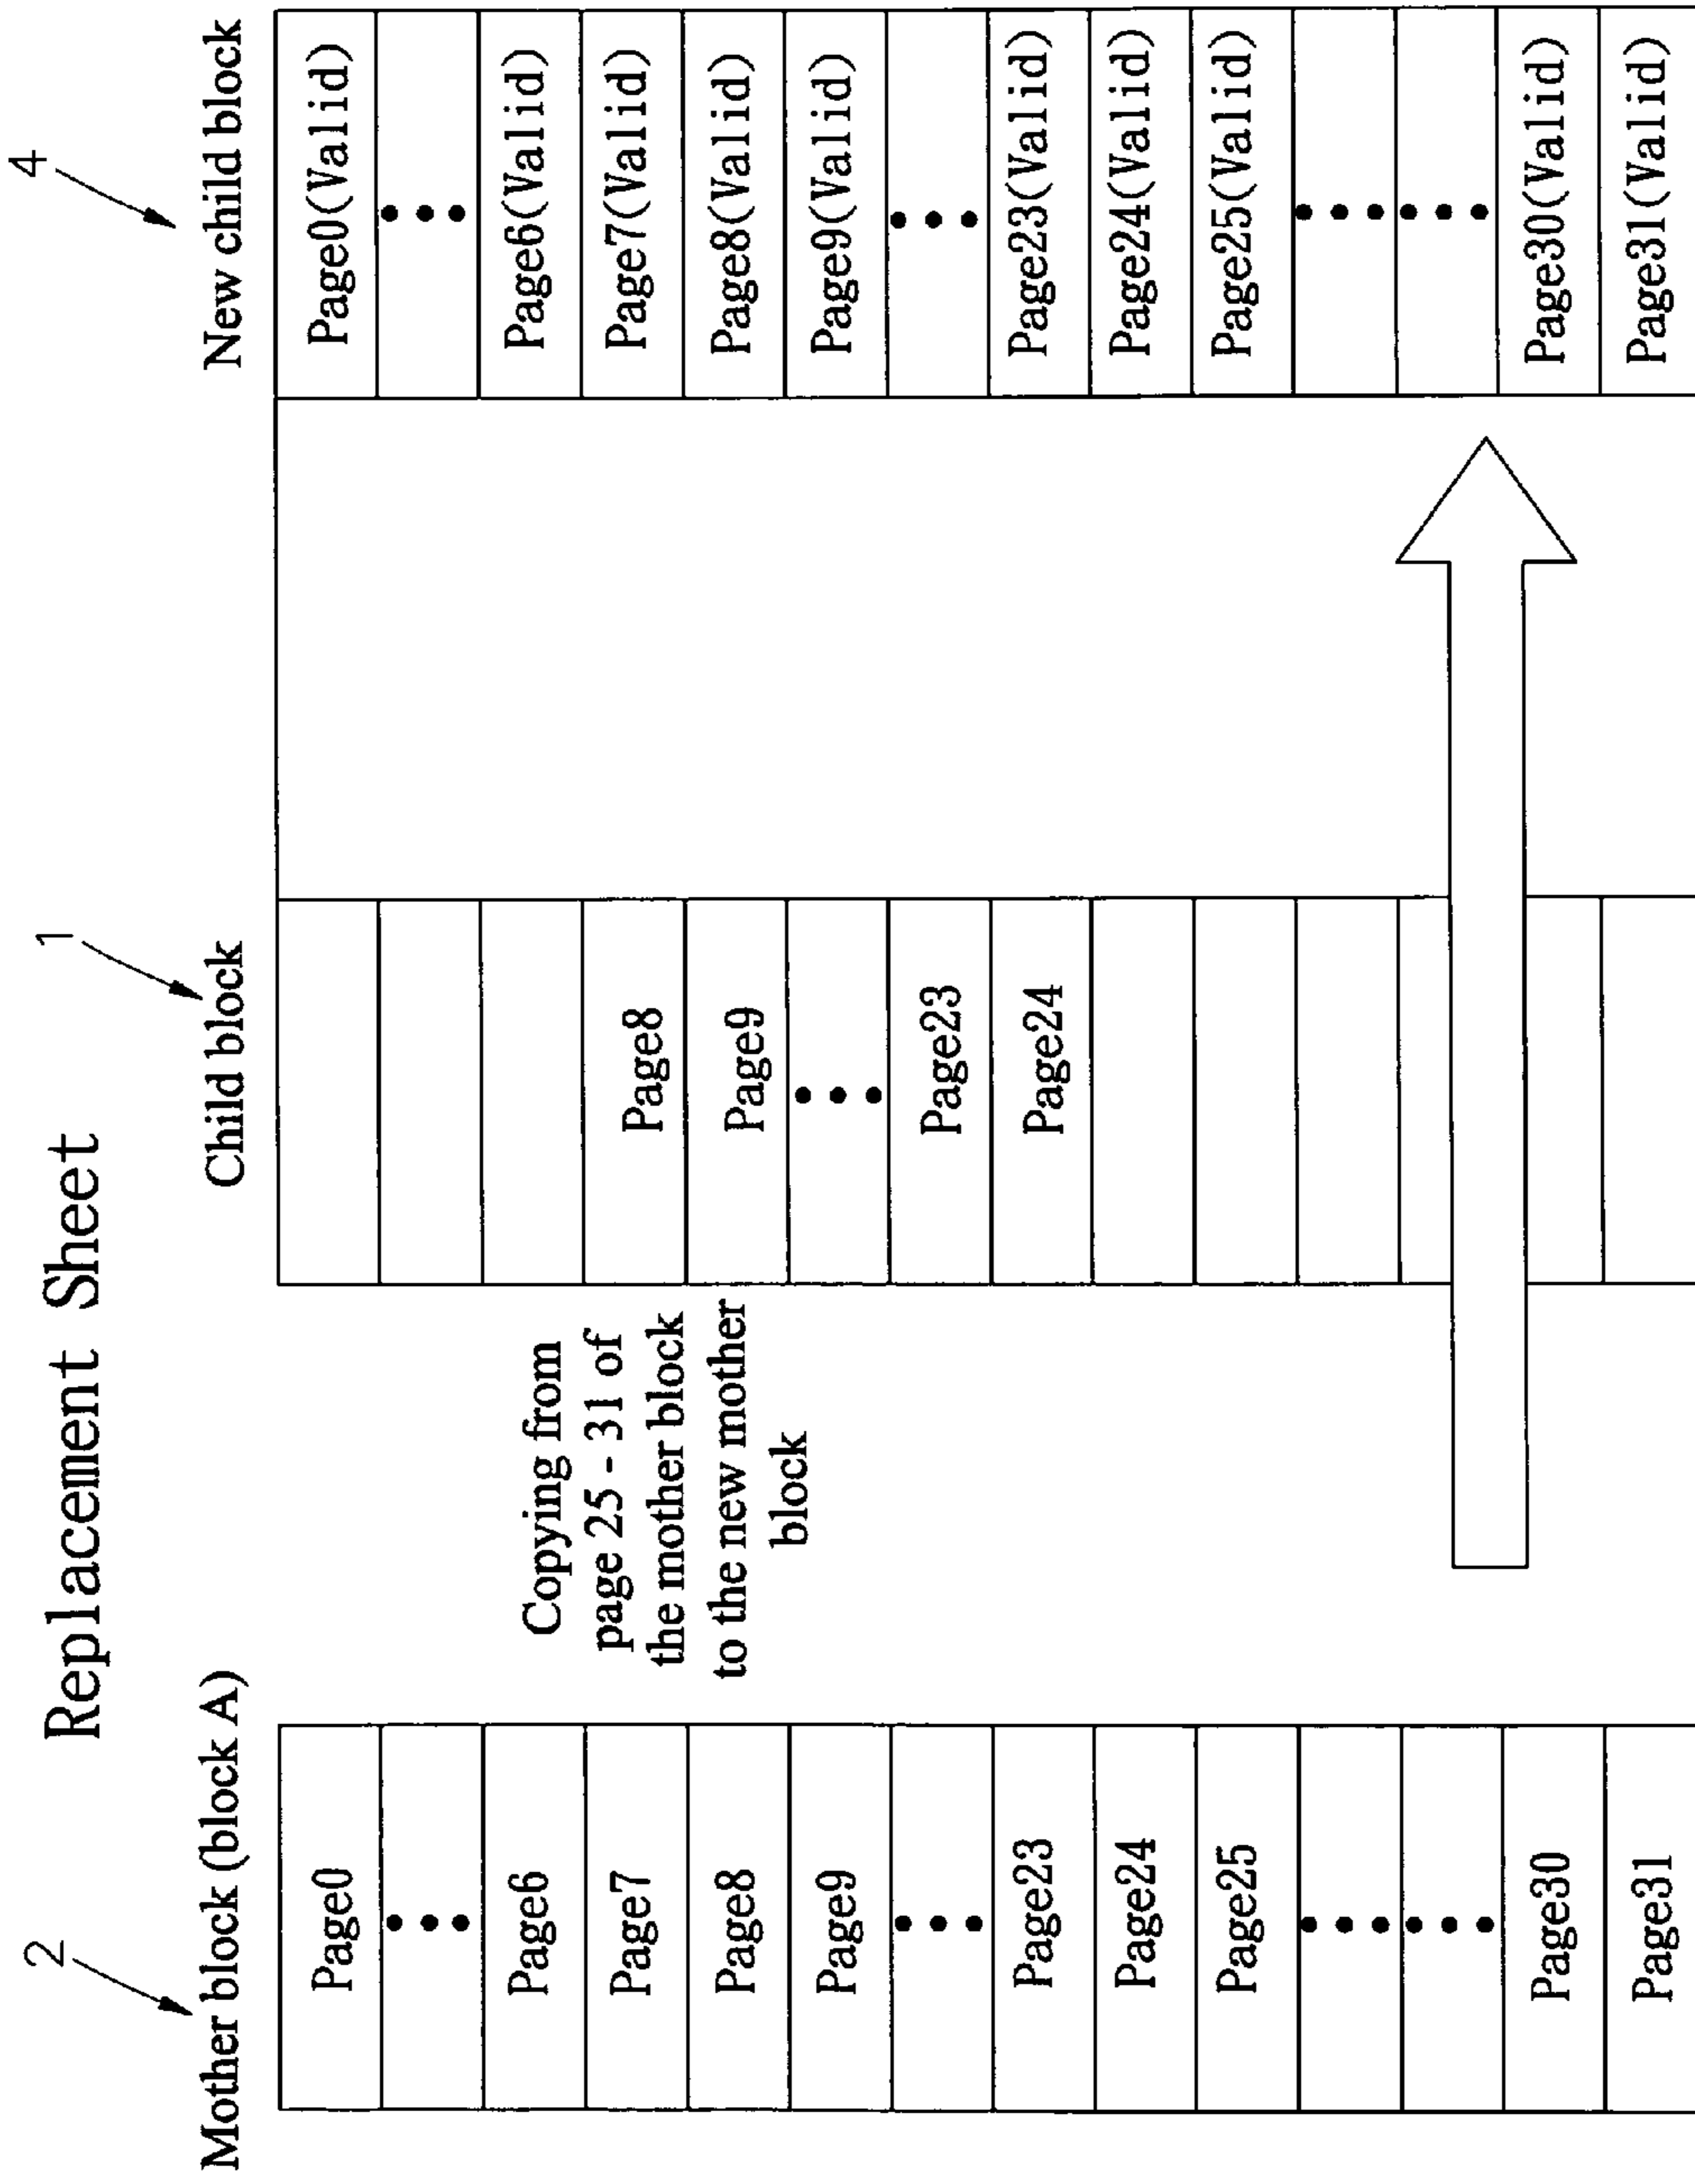 Replacement Sheet
2
1
4
Mother block (block A)
Child block
New child block
Page0
Page6
Page7
Page8
Page9
Page23
Page24
Page25
Page30
Page31
Copying from
page 25 - 31 of
the mother block
to the new mother
block
Page8
Page9
Page23
Page24
Page0(Valid)
Page6(Valid)
Page7(Valid)
Page8(Valid)
Page9(Valid)
Page23(Valid)
Page24(Valid)
Page25(Valid)
Page30(Valid)
Page31(Valid)